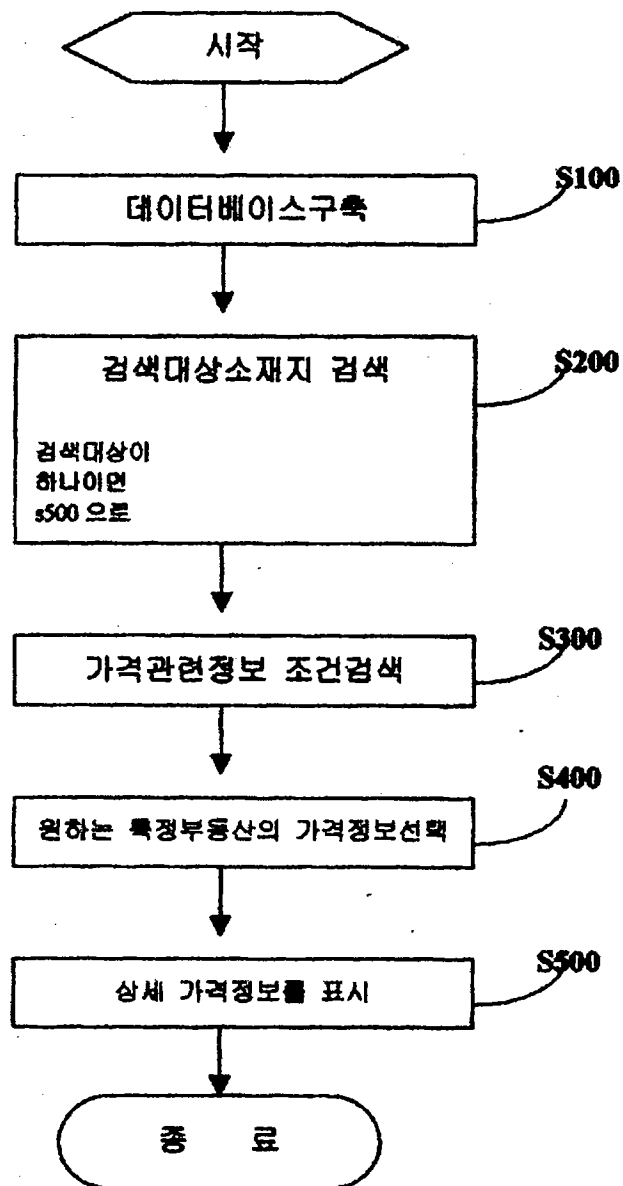 시작
데이터베이스구축
S100
검색대상소재지 검색
S200
검색대상이
하나이면
s500 으로
가격관련정보 조건검색
S300
원하는 특정부동산의 가격정보선택
S400
상세 가격정보를 표시
S500
종 료